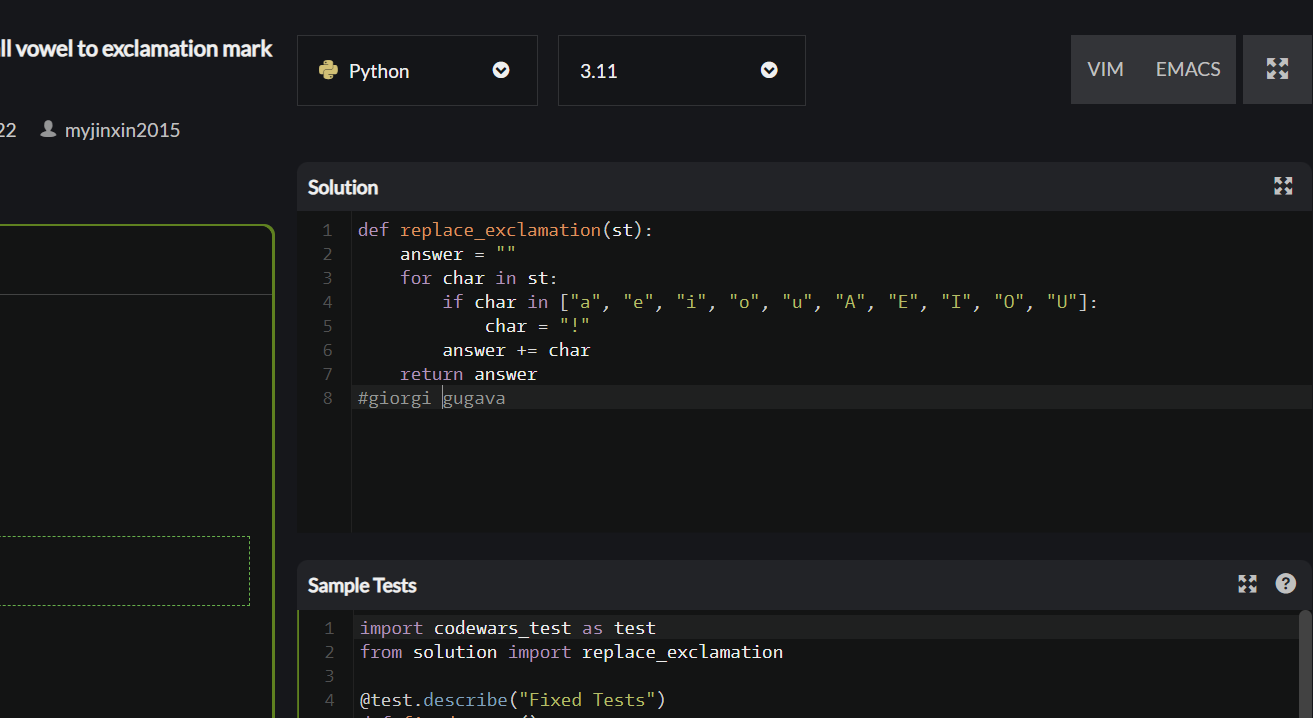 ll vowel to exclamation mark
Python
3.11
VIM EMACS
22 myjinxin2015
Solution
1 def replace_exclamation(st):
2     answer = ""
3     for char in st:
4         if char in ["a", "e", "i", "o", "u", "A", "E", "I", "O", "U"]:
5             char = "!"
6         answer += char
7     return answer
8 #giorgi gugava
Sample Tests
?
1 import codewars_test as test
2 from solution import replace_exclamation
3
4 @test.describe("Fixed Tests")